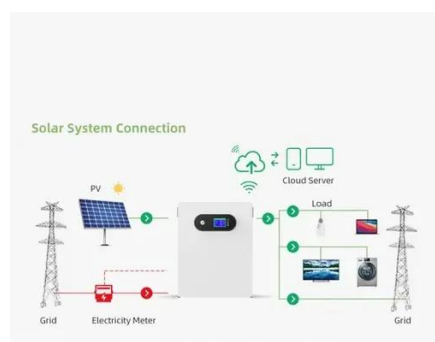 Solar System Connection
Cloud Server
PV
Load
Grid
Electricity Meter
Grid